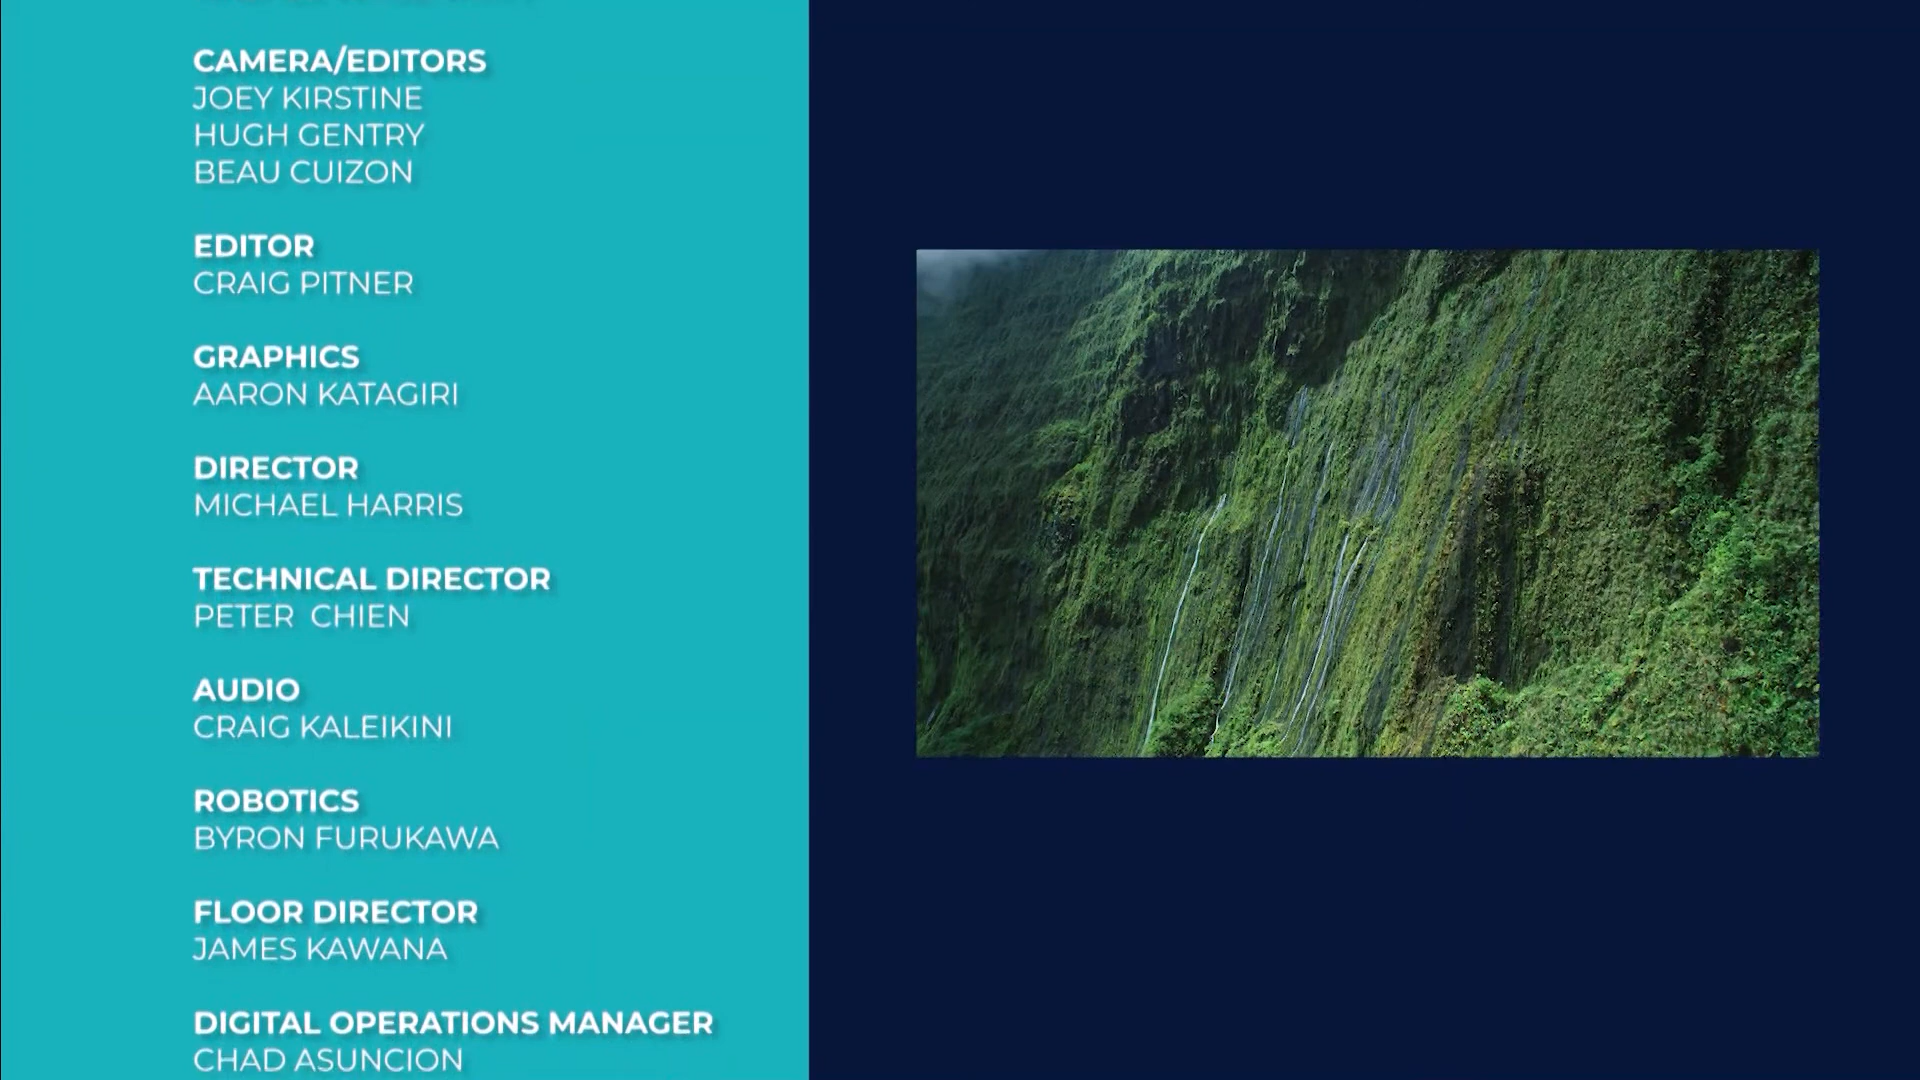 CAMERA/EDITORS
JOEY KIRSTINE
HUGH GENTRY
BEAU CUIZON
EDITOR
CRAIG PITNER
GRAPHICS
AARON KATAGIRI
DIRECTOR
MICHAEL HARRIS
TECHNICAL DIRECTOR
PETER  CHIEN
AUDIO
CRAIG KALEIKINI
ROBOTICS
BYRON FURUKAWA
FLOOR DIRECTOR
JAMES KAWANA
DIGITAL OPERATIONS MANAGER
CHAD ASUNCION